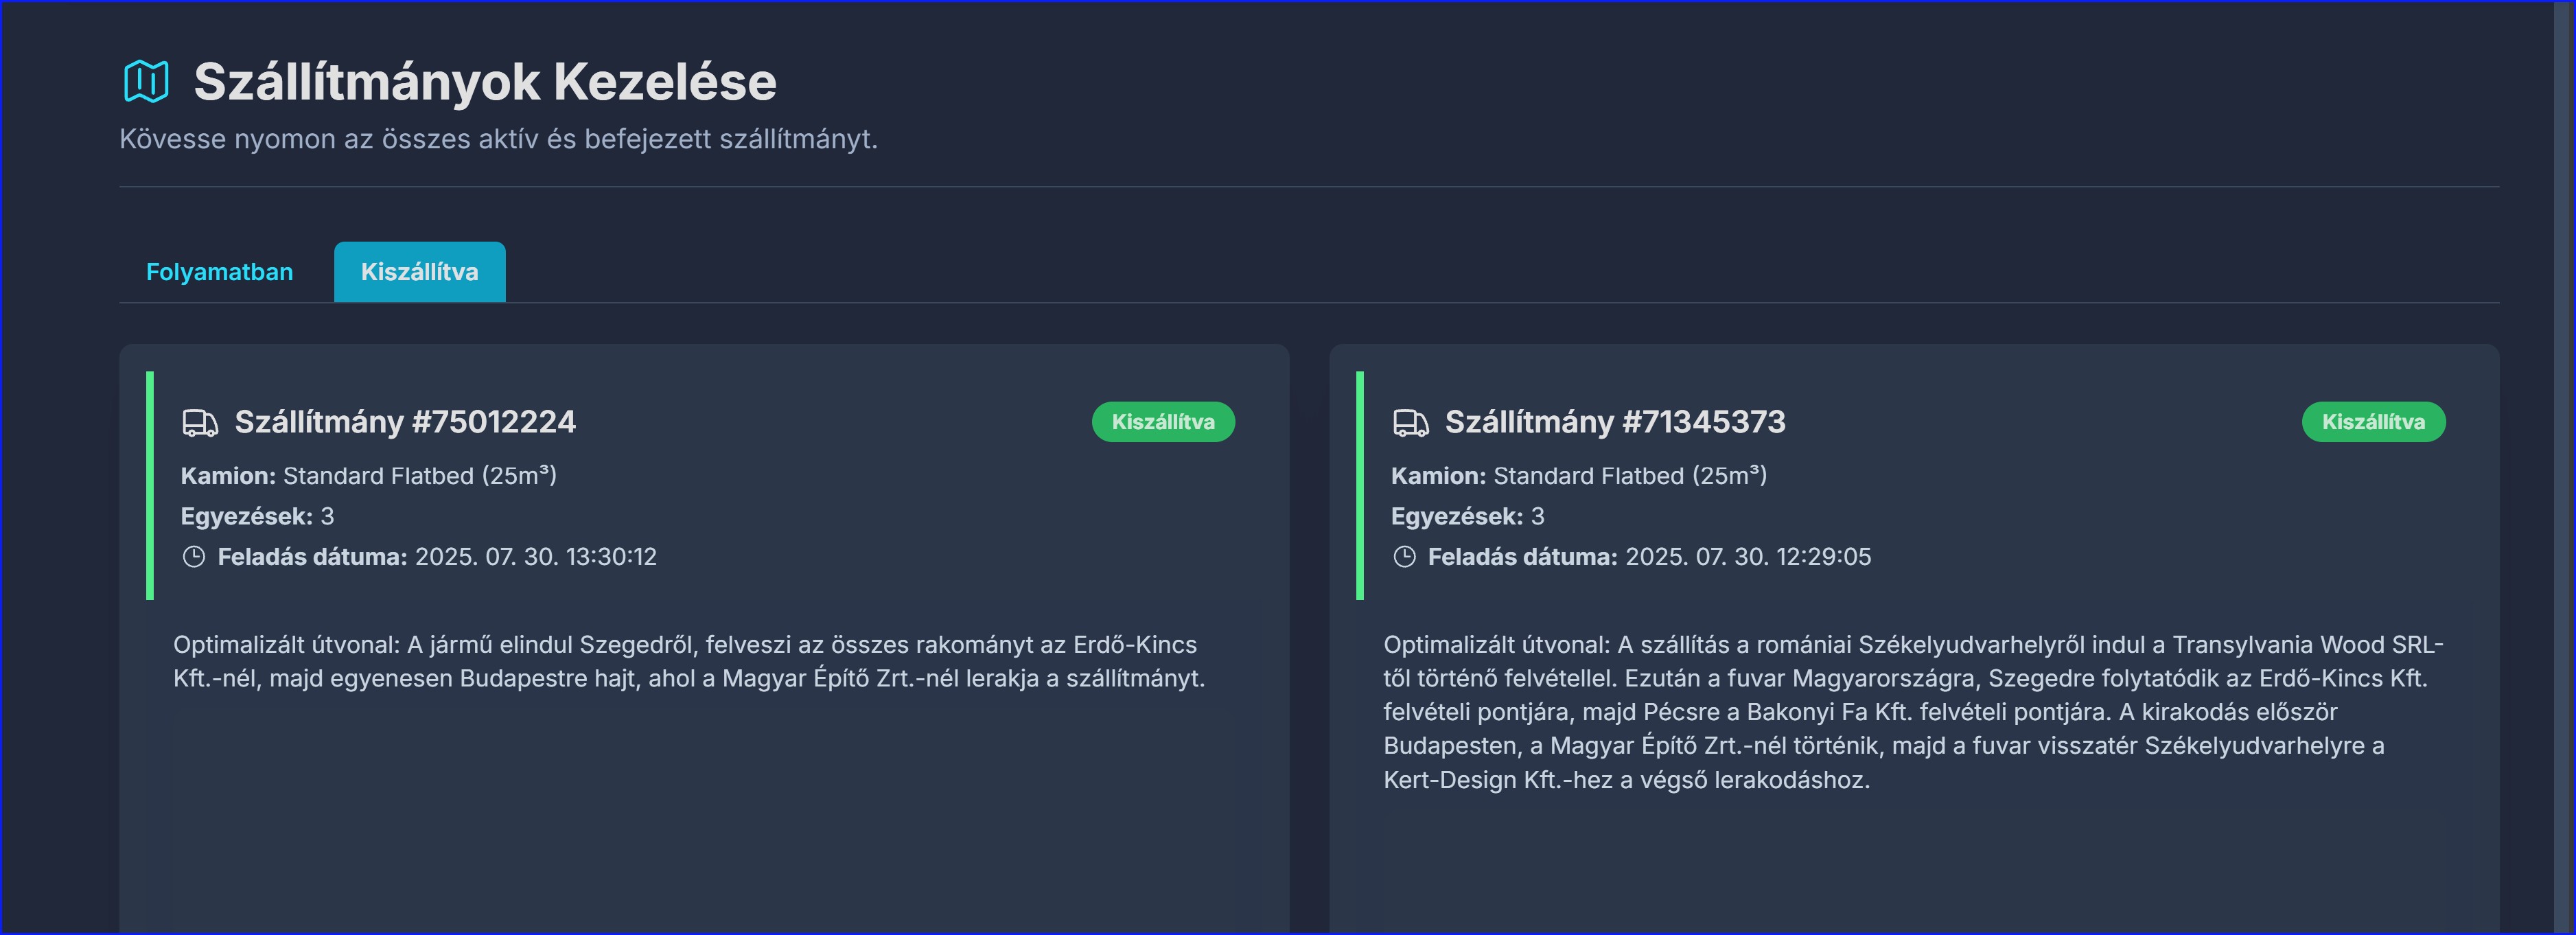 Szállítmányok Kezelése
Kövesse nyomon az összes aktív és befejezett szállítmányt.
Folyamatban
Kiszállítva
Szállítmány #75012224
Kiszállítva
Kamion: Standard Flatbed (25m³)
Egyezések: 3
Feladás dátuma: 2025. 07. 30. 13:30:12
Optimalizált útvonal: A jármű elindul Szegedről, felveszi az összes rakományt az Erdő-Kincs
Kft.-nél, majd egyenesen Budapestre hajt, ahol a Magyar Építő Zrt.-nél lerakja a szállítmányt.
Szállítmány #71345373
Kiszállítva
Kamion: Standard Flatbed (25m³)
Egyezések: 3
Feladás dátuma: 2025. 07. 30. 12:29:05
Optimalizált útvonal: A szállítás a romániai Székelyudvarhelyről indul a Transylvania Wood SRL-
től történő felvétellel. Ezután a fuvar Magyarországra, Szegedre folytatódik az Erdő-Kincs Kft.
felvételi pontjára, majd Pécsre a Bakonyi Fa Kft. felvételi pontjára. A kirakodás először
Budapesten, a Magyar Építő Zrt.-nél történik, majd a fuvar visszatér Székelyudvarhelyre a
Kert-Design Kft.-hez a végső lerakodáshoz.